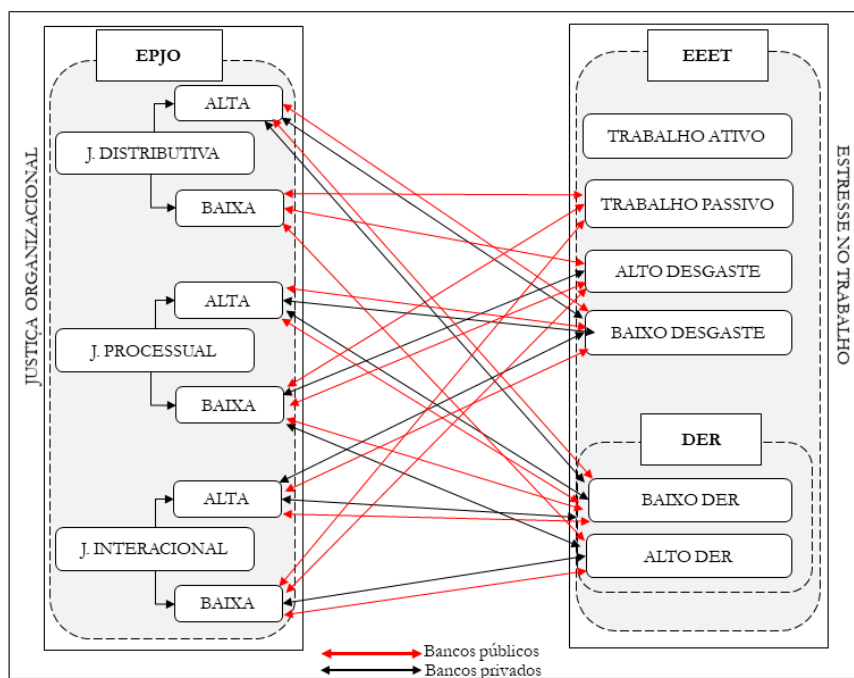 JUSTIÇA ORGANIZACIONAL
EPJO
ALTA
J. DISTRIBUTIVA
BAIXA
ALTA
J. PROCESSUAL
BAIXA
ALTA
J. INTERACIONAL
BAIXA
EEET
TRABALHO ATIVO
TRABALHO PASSIVO
ALTO DESGASTE
BAIXO DESGASTE
DER
BAIXO DER
ALTO DER
ESTRESSE NO TRABALHO
Bancos públicos
Bancos privados